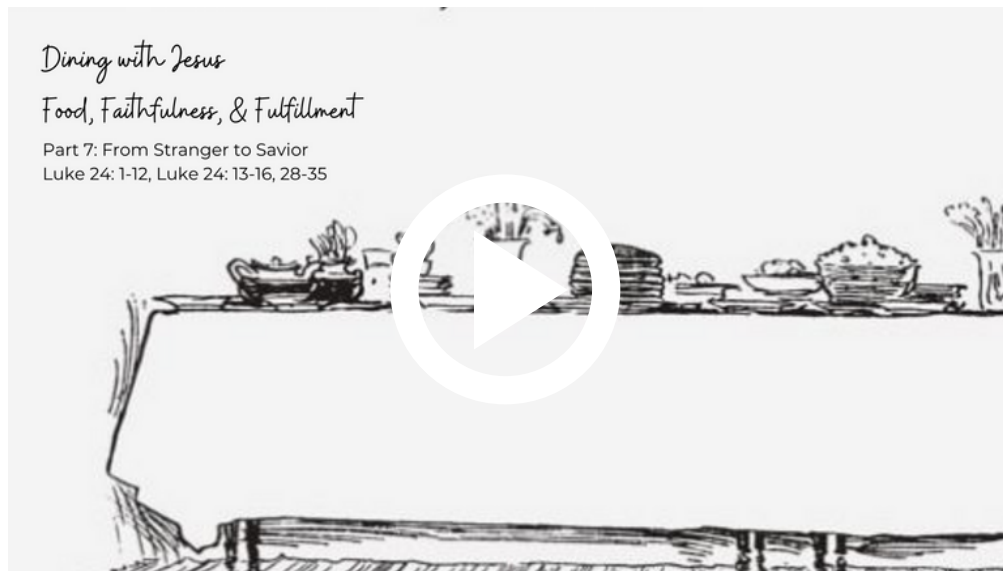 Dining with Jesus
Food, Faithfulness, & Fulfillment
Part 7: From Stranger to Savior
Luke 24: 1-12, Luke 24: 13-16, 28-35